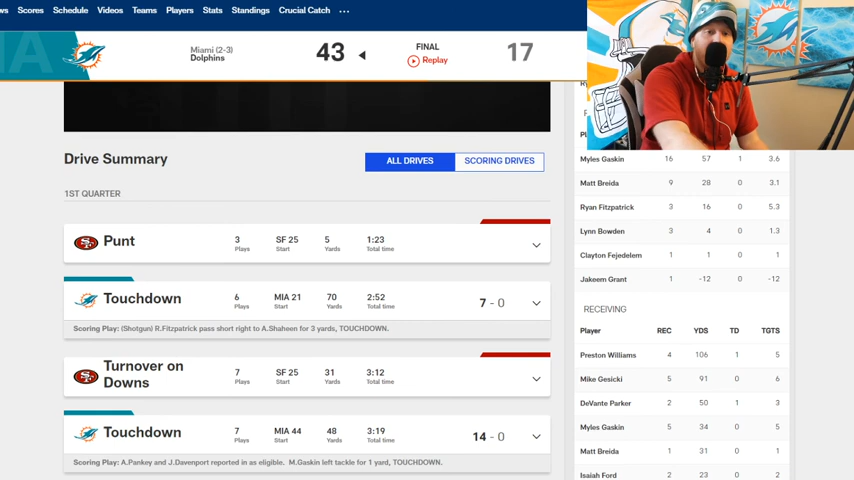 ws Scores Schedule Videos Teams Players Stats Standings Crucial Catch ...
Miami (2-3)
Dolphins
43
FINAL
Replay
17
Drive Summary
ALL DRIVES
SCORING DRIVES
1ST QUARTER
Punt
3 SF 25 5 1:23
Plays Start Yards Total time
Touchdown
6 MIA 21 70 2:52
Plays Start Yards Total time
7 - 0
Scoring Play: (Shotgun) R.Fitzpatrick pass short right to A.Shaheen for 3 yards, TOUCHDOWN.
Turnover on
Downs
7 SF 25 31 3:12
Plays Start Yards Total time
Touchdown
7 MIA 44 48 3:19
Plays Start Yards Total time
14 - 0
Scoring Play: A.Pankey and J.Davenport reported in as eligible. M.Gaskin left tackle for 1 yard, TOUCHDOWN.
Myles Gaskin 16 57 1 3.6
Matt Breida 9 28 0 3.1
Ryan Fitzpatrick 3 16 0 5.3
Lynn Bowden 3 4 0 1.3
Clayton Fejedelem 1 1 0 1
Jakeem Grant 1 -12 0 -12
RECEIVING
Player REC YDS TD TGTS
Preston Williams 4 106 1 5
Mike Gesicki 5 91 0 6
DeVante Parker 2 50 1 3
Myles Gaskin 5 34 0 5
Matt Breida 1 31 0 1
Isaiah Ford 2 23 0 2